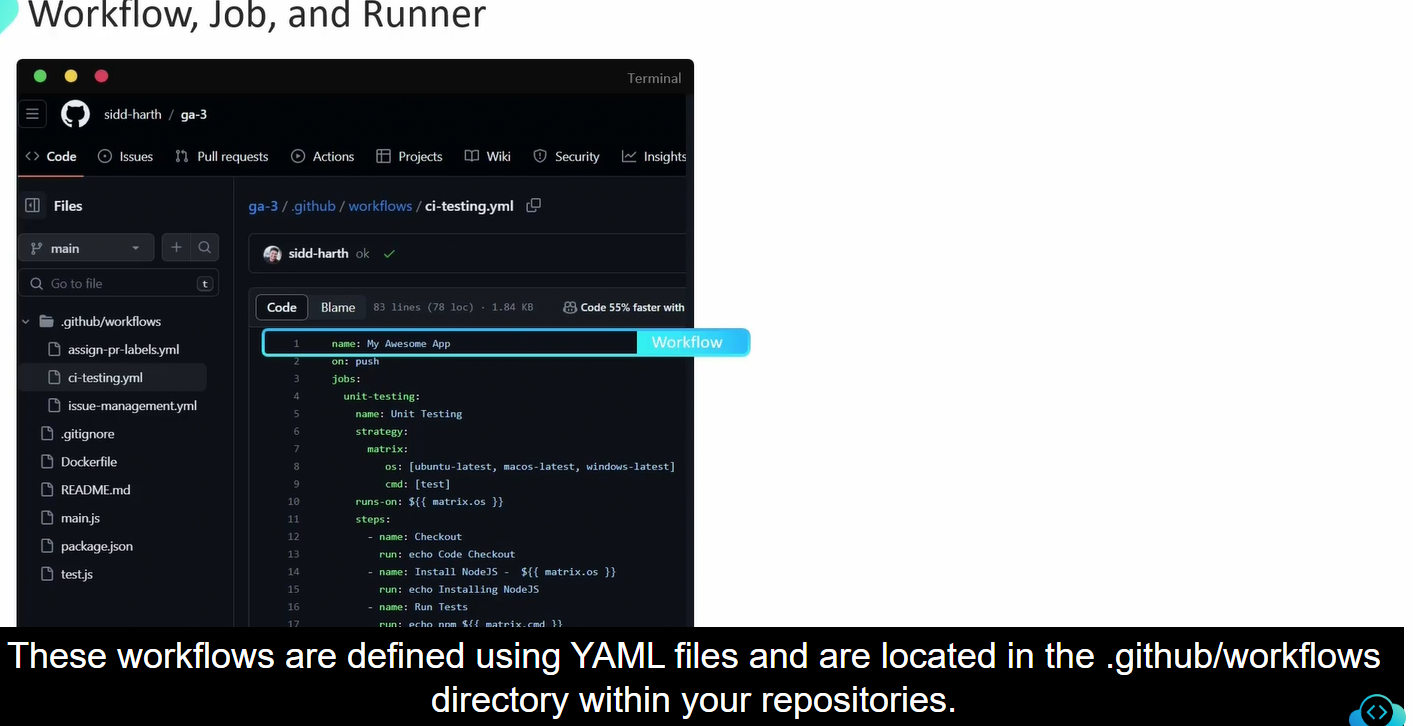 Workflow, Job, and Runner
Terminal
sidd-harth / ga-3
Code Issues Pull requests Actions Projects Wiki Security Insights
Files
main
Go to file t
.github/workflows
assign-pr-labels.yml
ci-testing.yml
issue-management.yml
.gitignore
Dockerfile
README.md
main.js
package.json
test.js
ga-3 / .github / workflows / ci-testing.yml
sidd-harth ok
Code Blame 83 lines (78 loc) · 1.84 KB Code 55% faster with
1 name: My Awesome App
Workflow
2 on: push
3 jobs:
4 unit-testing:
5 name: Unit Testing
6 strategy:
7 matrix:
8 os: [ubuntu-latest, macos-latest, windows-latest]
9 cmd: [test]
10 runs-on: ${{ matrix.os }}
11 steps:
12 - name: Checkout
13 run: echo Code Checkout
14 - name: Install NodeJS - ${{ matrix.os }}
15 run: echo Installing NodeJS
16 - name: Run Tests
17 run: echo npm ${{ matrix.cmd }}
These workflows are defined using YAML files and are located in the .github/workflows
directory within your repositories.